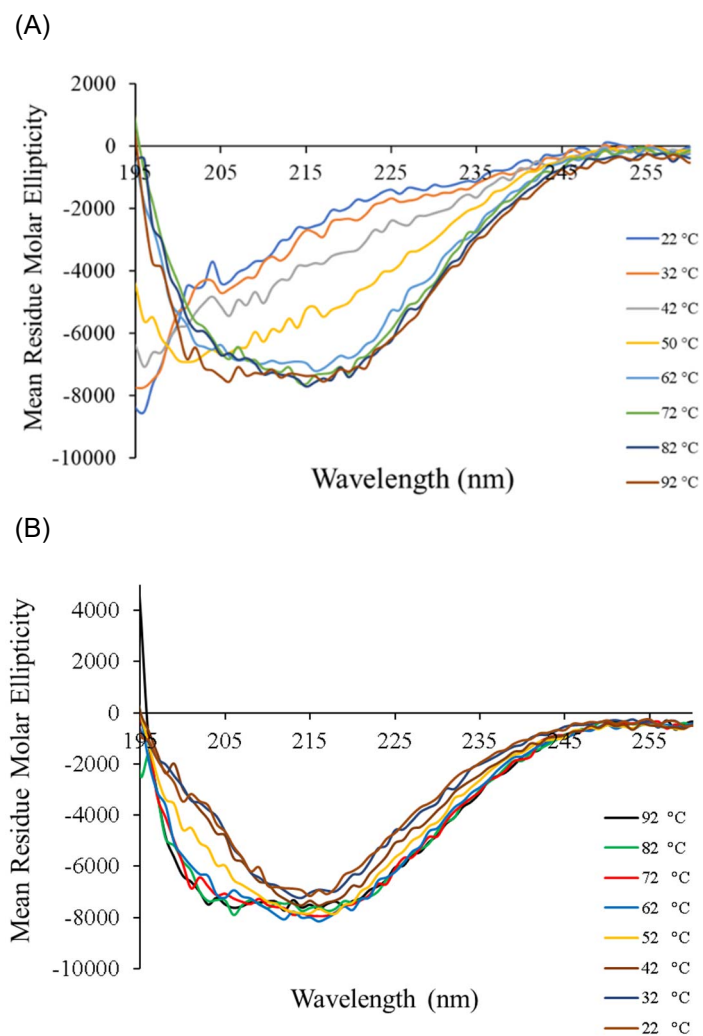 (A)
2000
0
195 205 215 225 235 245 255
-2000
-4000
-6000
-8000
-10000
Mean Residue Molar Ellipticity
Wavelength (nm)
22 °C
32 °C
42 °C
50 °C
62 °C
72 °C
82 °C
92 °C
(B)
4000
2000
0
195 205 215 225 235 245 255
-2000
-4000
-6000
-8000
-10000
Mean Residue Molar Ellipticity
Wavelength (nm)
92 °C
82 °C
72 °C
62 °C
52 °C
42 °C
32 °C
22 °C